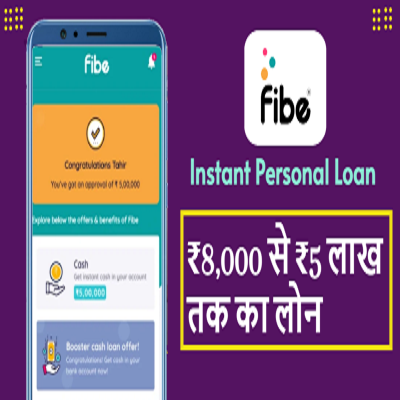 Fibe
Congratulations Tahir
You've got an approval of ₹ 5,00,000
Explore below the offers & benefits of Fibe
Cash
Get instant cash in your account
₹5,00,000
Booster cash loan offer!
Congratulations! Get cash in your
bank account now!
Fibe
Instant Personal Loan
₹8,000 से ₹5 लाख
तक का लोन